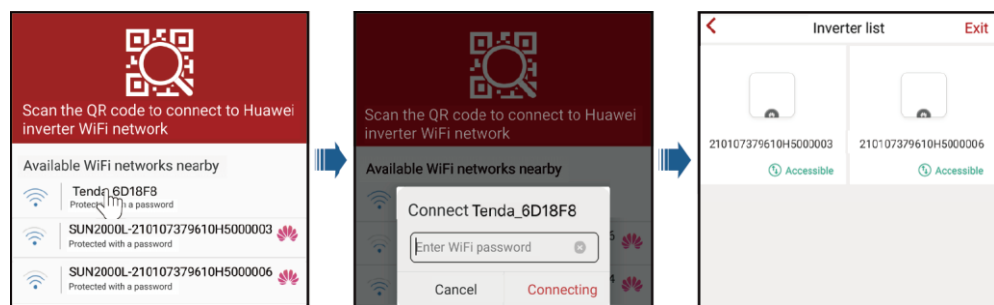 Scan the QR code to connect to Huawei
inverter WiFi network
Available WiFi networks nearby
Tenda_6D18F8
Protected with a password
SUN2000L-210107379610H5000003
Protected with a password
SUN2000L-210107379610H5000006
Protected with a password
Scan the QR code to connect to Huawei
inverter WiFi network
Available WiFi networks nearby
Connect Tenda_6D18F8
Enter WiFi password
6
4
Cancel
Connecting
Inverter list
Exit
210107379610H5000003
210107379610H5000006
Accessible
Accessible